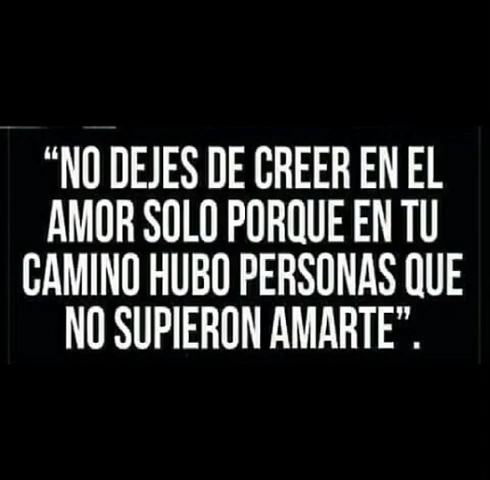 “NO DEJES DE CREER EN EL
AMOR SOLO PORQUE EN TU
CAMINO HUBO PERSONAS QUE
NO SUPIERON AMARTE”.